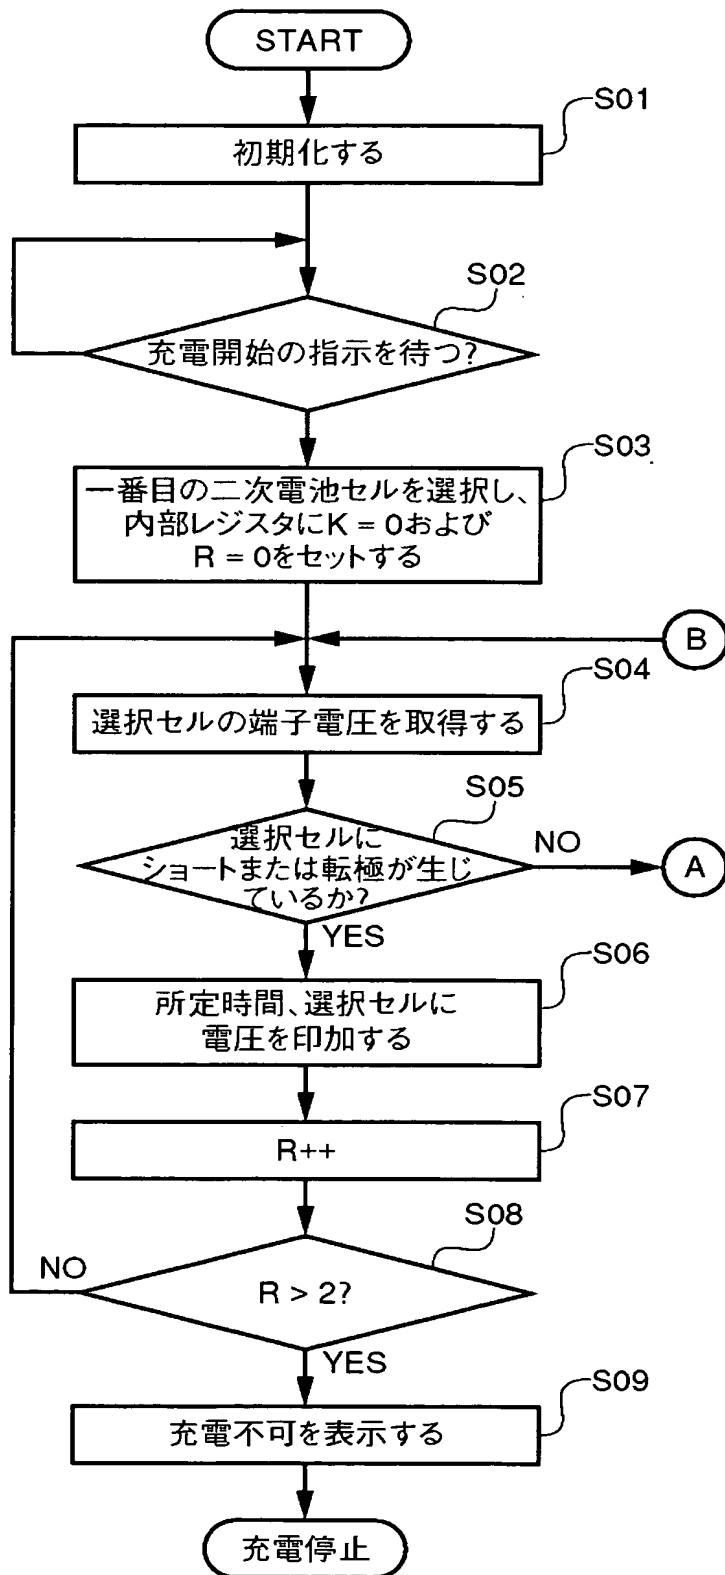 START
S01
初期化する
S02
充電開始の指示を待つ?
S03
一番目の二次電池セルを選択し、
内部レジスタにK = 0および
R = 0をセットする
B
S04
選択セルの端子電圧を取得する
S05
選択セルに
ショートまたは転極が生じ
ているか?
NO
A
YES
S06
所定時間、選択セルに
電圧を印加する
S07
R++
S08
NO
R > 2?
YES
S09
充電不可を表示する
充電停止